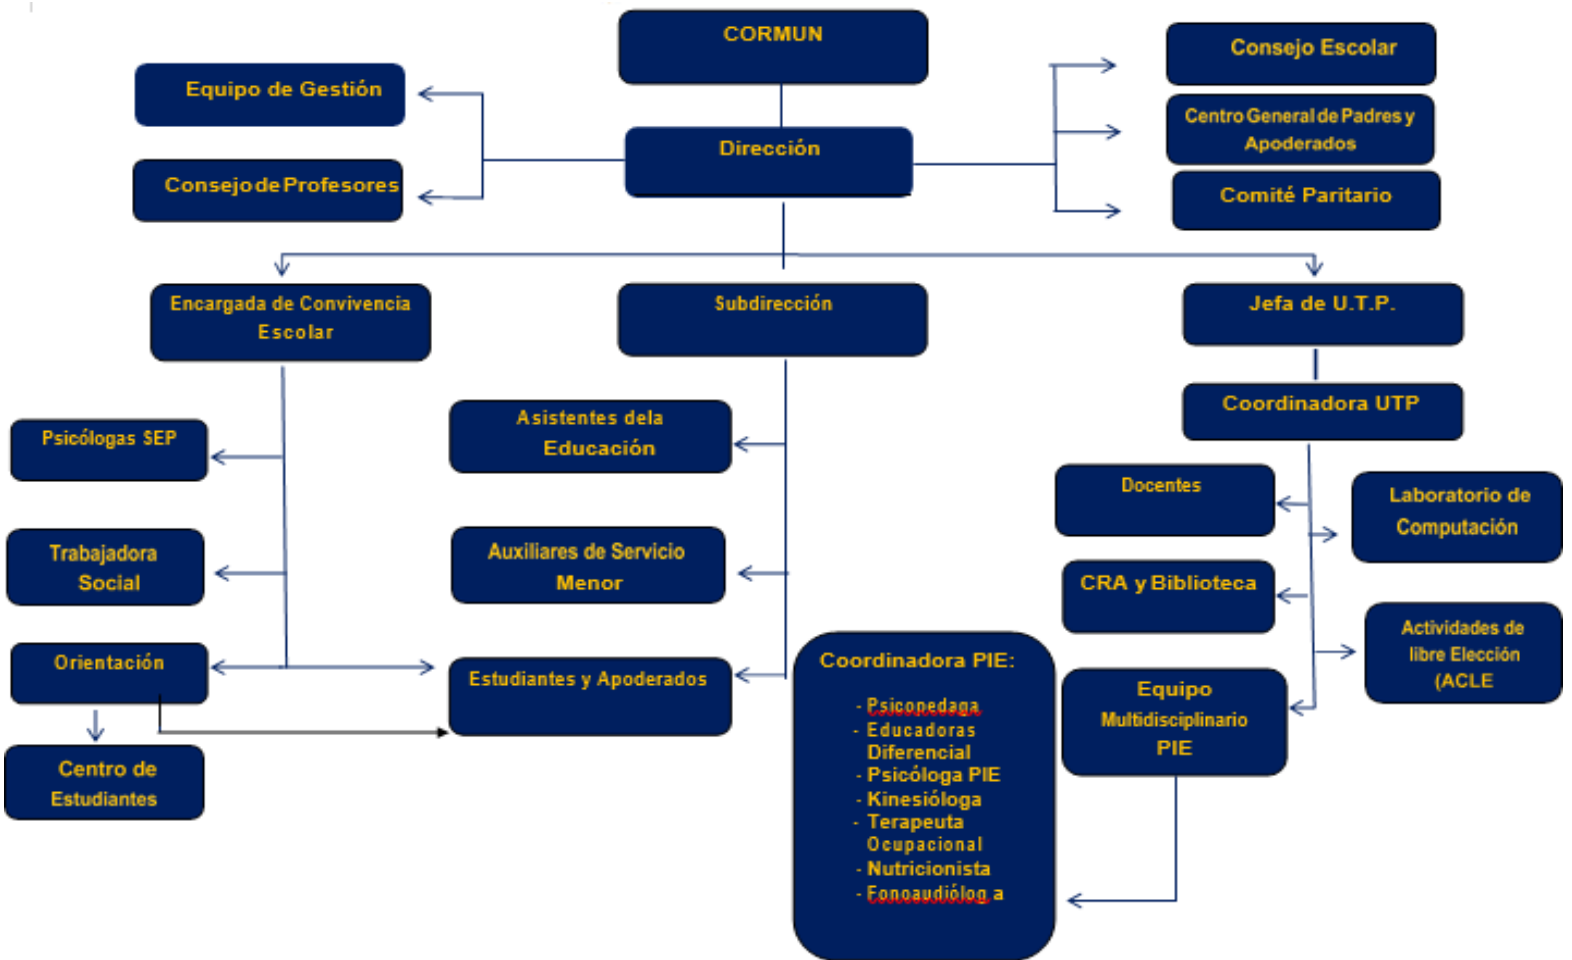 CORMUN
Equipo de Gestión
Consejo Escolar
Centro General de Padres y
Apoderados
Dirección
Consejo de Profesores
Comité Paritario
Encargada de Convivencia
Escolar
Subdirección
Jefa de U.T.P.
Coordinadora UTP
Psicólogas SEP
Asistentes dela
Educación
Docentes
Laboratorio de
Computación
Trabajadora
Social
Auxiliares de Servicio
Menor
CRA y Biblioteca
Actividades de
libre Elección
(ACLE
Orientación
Estudiantes y Apoderados
Coordinadora PIE:
- Psicopedaga
- Educadoras
Diferencial
- Psicóloga PIE
- Kinesióloga
- Terapeuta
Ocupacional
- Nutricionista
- Fonoaudiólog a
Equipo
Multidisciplinario
PIE
Centro de
Estudiantes